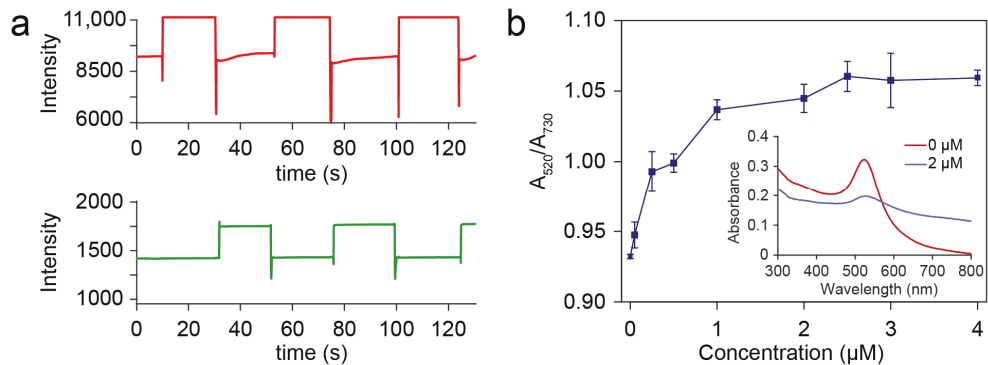 a
11,000
8500
6000
Intensity
0 20 40 60 80 100 120
time (s)
2000
1500
1000
Intensity
0 20 40 60 80 100 120
time (s)
b
1.10
1.05
1.00
0.95
0.90
A520/A730
0 1 2 3 4
Concentration (µM)
0.4
0.3
0.2
0.1
0
Absorbance
0 µM
2 µM
300 400 500 600 700 800
Wavelength (nm)